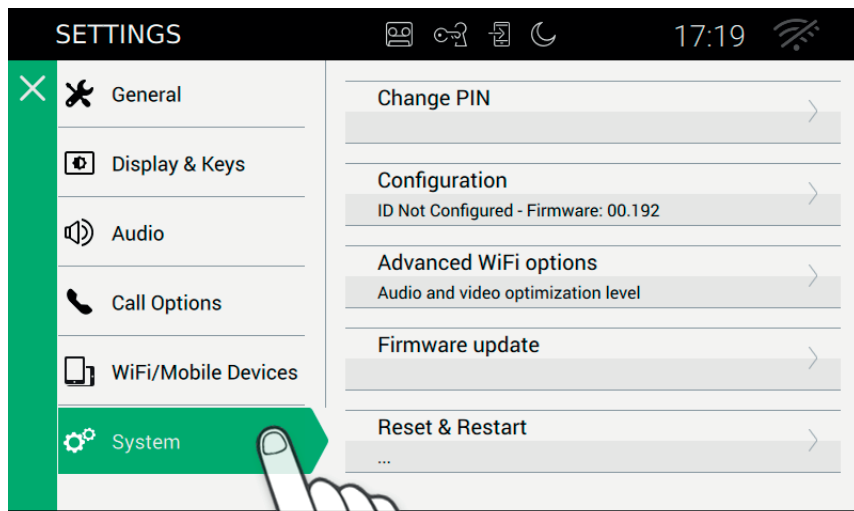 SETTINGS 17:19
General
Display & Keys
Audio
Call Options
WiFi/Mobile Devices
System
Change PIN
Configuration
ID Not Configured - Firmware: 00.192
Advanced WiFi options
Audio and video optimization level
Firmware update
Reset & Restart
...